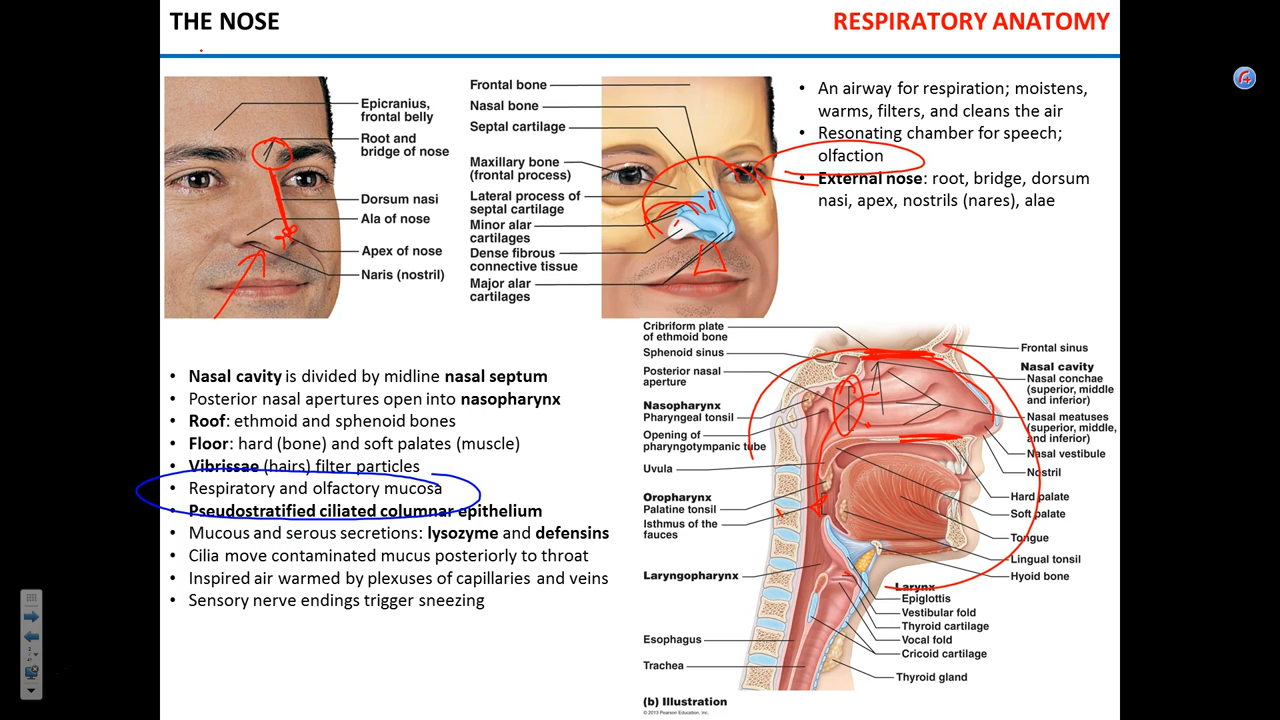 THE NOSE
RESPIRATORY ANATOMY
Epicranius,
frontal belly
Root and
bridge of nose
Dorsum nasi
Ala of nose
Apex of nose
Naris (nostril)
Frontal bone
Nasal bone
Septal cartilage
Maxillary bone
(frontal process)
Lateral process of
septal cartilage
Minor alar
cartilages
Dense fibrous
connective tissue
Major alar
cartilages
• An airway for respiration; moistens,
warms, filters, and cleans the air
• Resonating chamber for speech;
olfaction
• External nose: root, bridge, dorsum
nasi, apex, nostrils (nares), alae
• Nasal cavity is divided by midline nasal septum
• Posterior nasal apertures open into nasopharynx
• Roof: ethmoid and sphenoid bones
• Floor: hard (bone) and soft palates (muscle)
• Vibrissae (hairs) filter particles
• Respiratory and olfactory mucosa
• Pseudostratified ciliated columnar epithelium
• Mucous and serous secretions: lysozyme and defensins
• Cilia move contaminated mucus posteriorly to throat
• Inspired air warmed by plexuses of capillaries and veins
• Sensory nerve endings trigger sneezing
Cribriform plate
of ethmoid bone
Sphenoid sinus
Posterior nasal
aperture
Nasopharynx
Pharyngeal tonsil
Opening of
pharyngotympanic tube
Uvula
Oropharynx
Palatine tonsil
Isthmus of the
fauces
Laryngopharynx
Esophagus
Trachea
Frontal sinus
Nasal cavity
Nasal conchae
(superior, middle
and inferior)
Nasal meatuses
(superior, middle,
and inferior)
Nasal vestibule
Nostril
Hard palate
Soft palate
Tongue
Lingual tonsil
Hyoid bone
Larynx
Epiglottis
Vestibular fold
Thyroid cartilage
Vocal fold
Cricoid cartilage
Thyroid gland
(b) Illustration
© 2013 Pearson Education, Inc.